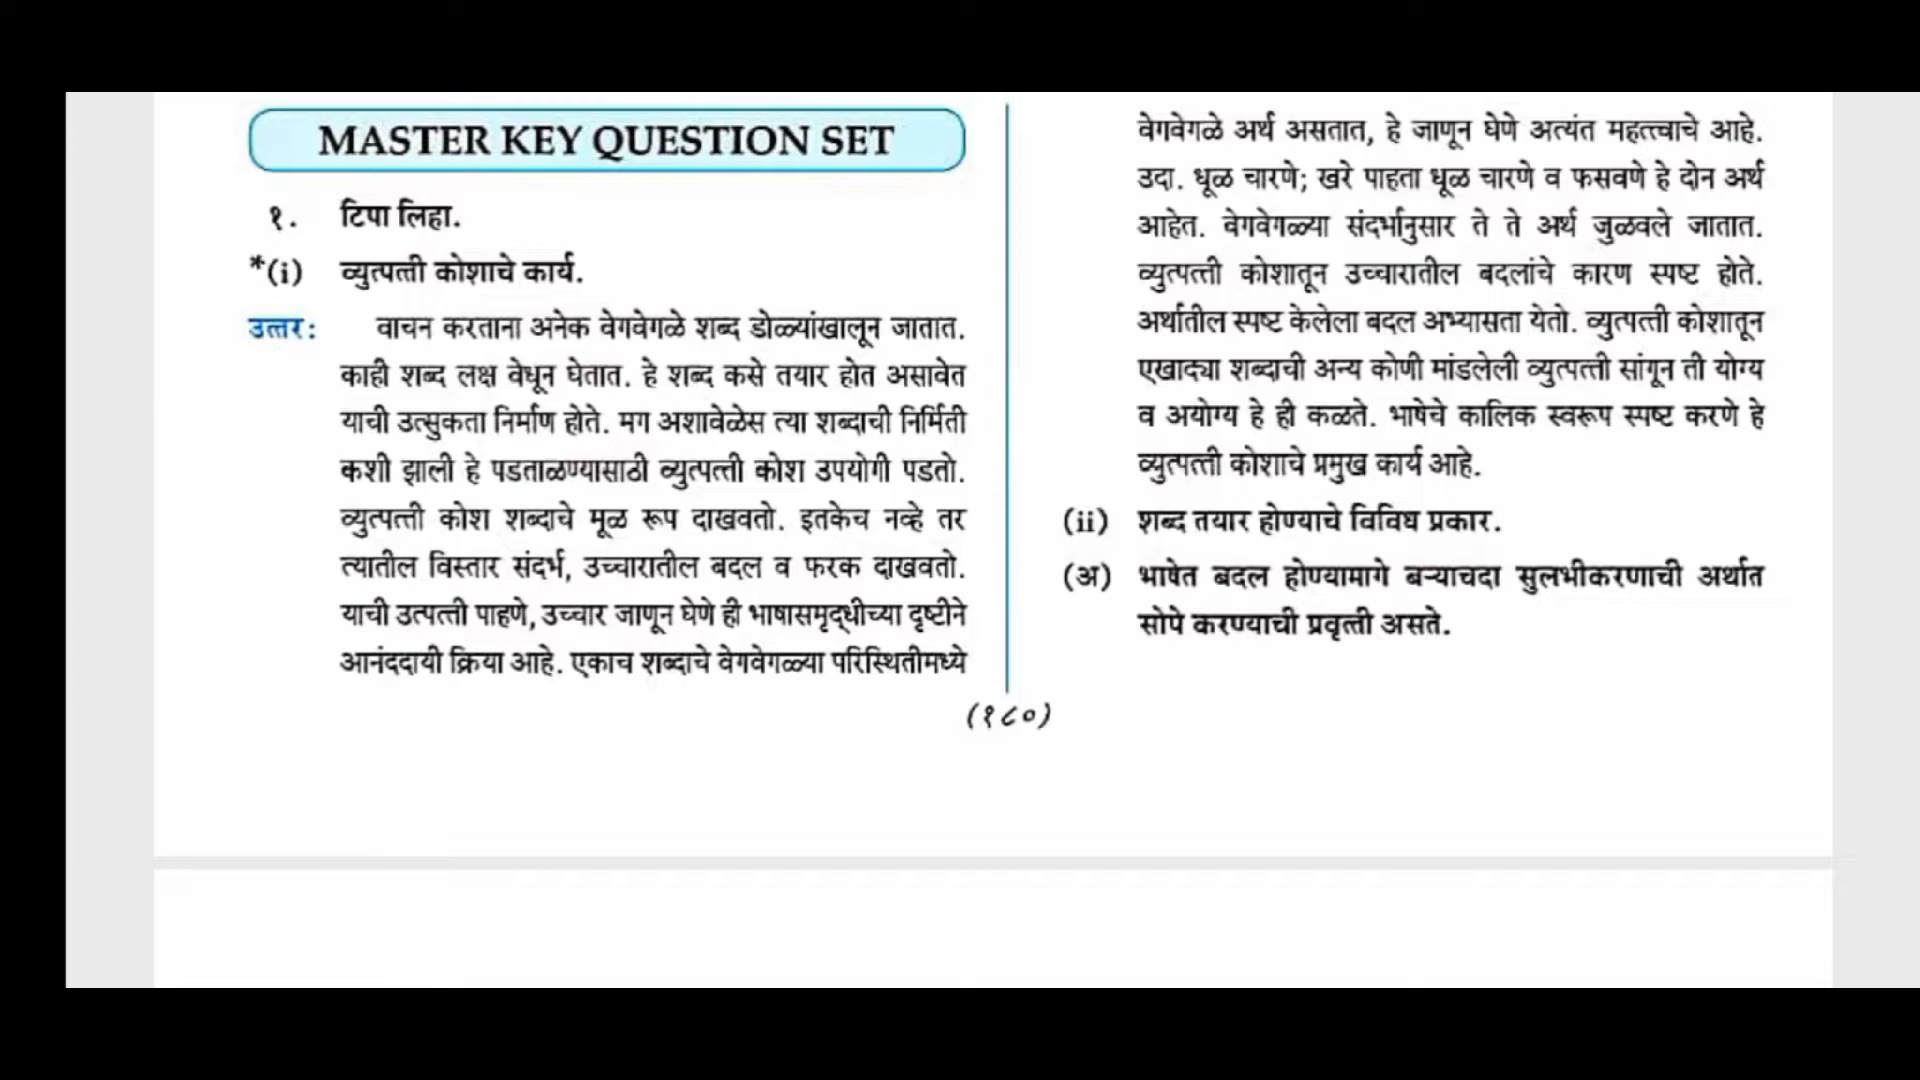 MASTER KEY QUESTION SET
१. टिपा लिहा.
*(i) व्युत्पत्ती कोशाचे कार्य.
उत्तर: वाचन करताना अनेक वेगवेगळे शब्द डोळ्यांखालून जातात.
काही शब्द लक्ष वेधून घेतात. हे शब्द कसे तयार होत असावेत
याची उत्सुकता निर्माण होते. मग अशावेळेस त्या शब्दाची निर्मिती
कशी झाली हे पडताळण्यासाठी व्युत्पत्ती कोश उपयोगी पडतो.
व्युत्पत्ती कोश शब्दाचे मूळ रूप दाखवतो. इतकेच नव्हे तर
त्यातील विस्तार संदर्भ, उच्चारातील बदल व फरक दाखवतो.
याची उत्पत्ती पाहणे, उच्चार जाणून घेणे ही भाषासमृद्धीच्या दृष्टीने
आनंददायी क्रिया आहे. एकाच शब्दाचे वेगवेगळ्या परिस्थितीमध्ये
वेगवेगळे अर्थ असतात, हे जाणून घेणे अत्यंत महत्त्वाचे आहे.
उदा. धूळ चारणे; खरे पाहता धूळ चारणे व फसवणे हे दोन अर्थ
आहेत. वेगवेगळ्या संदर्भानुसार ते ते अर्थ जुळवले जातात.
व्युत्पत्ती कोशातून उच्चारातील बदलांचे कारण स्पष्ट होते.
अर्थातील स्पष्ट केलेला बदल अभ्यासता येतो. व्युत्पत्ती कोशातून
एखाद्या शब्दाची अन्य कोणी मांडलेली व्युत्पत्ती सांगून ती योग्य
व अयोग्य हे ही कळते. भाषेचे कालिक स्वरूप स्पष्ट करणे हे
व्युत्पत्ती कोशाचे प्रमुख कार्य आहे.
(ii) शब्द तयार होण्याचे विविध प्रकार.
(अ) भाषेत बदल होण्यामागे बऱ्याचदा सुलभीकरणाची अर्थात
सोपे करण्याची प्रवृत्ती असते.
(१८०)